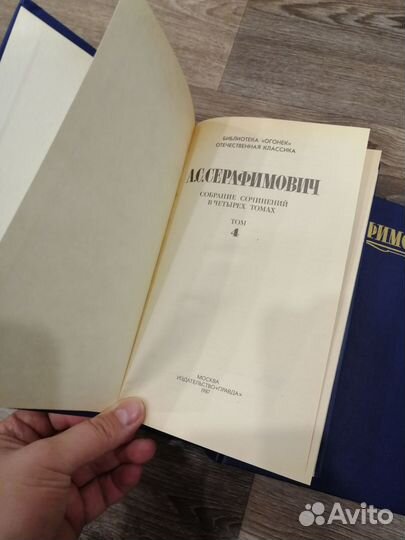 БИБЛИОТЕКА «ОГОНЕК»
ОТЕЧЕСТВЕННАЯ КЛАССИКА
А.С.СЕРАФИМОВИЧ
СОБРАНИЕ СОЧИНЕНИЙ
В ЧЕТЫРЕХ ТОМАХ
ТОМ
4
МОСКВА
ИЗДАТЕЛЬСТВО «ПРАВДА»
1987
Avito